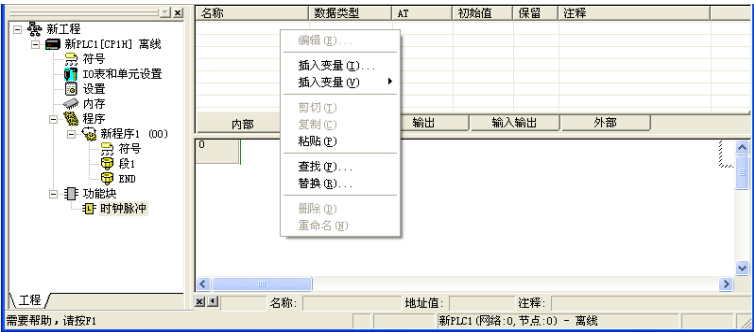 名称 数据类型 AT 初始值 保留 注释
新工程
新PLC1[CP1H] 离线
符号
IO表和单元设置
设置
内存
程序
新程序1 (00)
符号
段1
END
功能块
时钟脉冲
工程
编辑(E)...
插入变量(I)...
插入变量(V)
剪切(T)
复制(C)
粘贴(P)
查找(F)...
替换(R)...
删除(D)
重命名(N)
内部 输出 输入输出 外部
0
名称: 地址值: 注释:
需要帮助，请按F1
新PLC1(网络:0,节点:0) - 离线